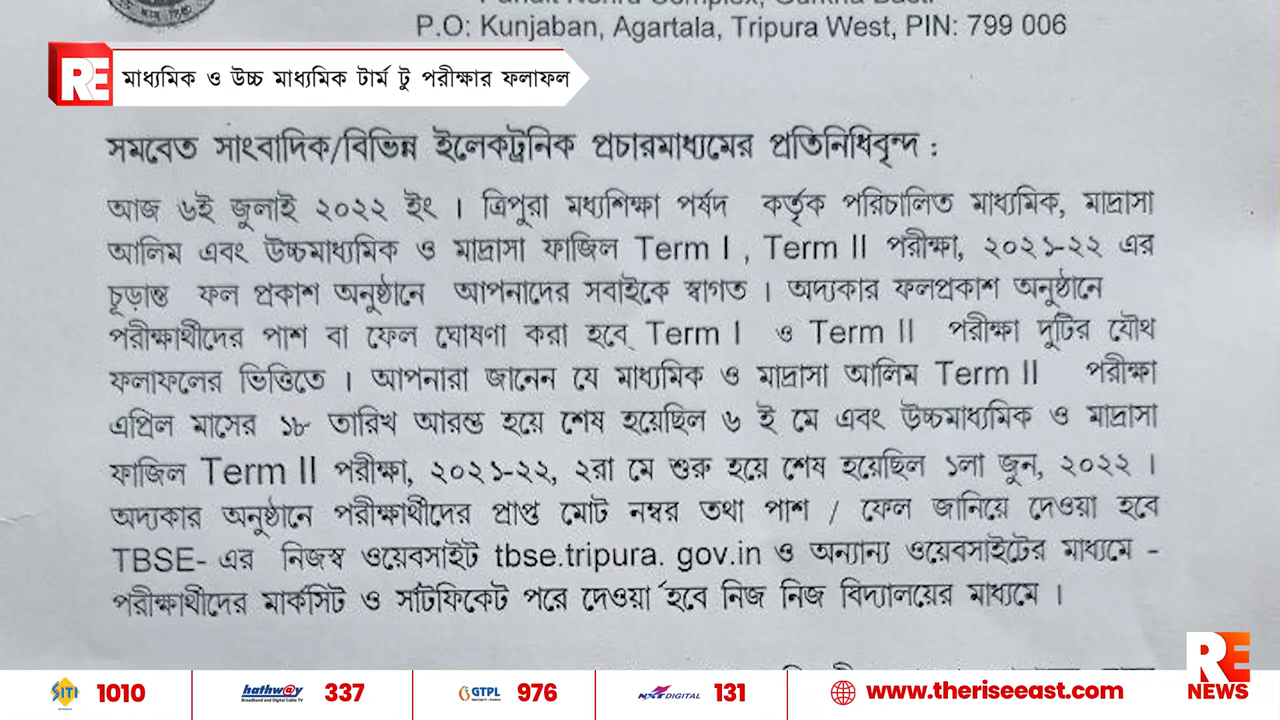 P.O: Kunjaban, Agartala, Tripura West, PIN: 799 006
RE
মাধ্যমিক ও উচ্চ মাধ্যমিক টার্ম টু পরীক্ষার ফলাফল
সমবেত সাংবাদিক/বিভিন্ন ইলেকট্রনিক প্রচারমাধ্যমের প্রতিনিধিবৃন্দ :
আজ ৬ই জুলাই ২০২২ ইং । ত্রিপুরা মধ্যশিক্ষা পর্ষদ কর্তৃক পরিচালিত মাধ্যমিক, মাদ্রাসা
আলিম এবং উচ্চমাধ্যমিক ও মাদ্রাসা ফাজিল Term I , Term II পরীক্ষা, ২০২১-২২ এর
চূড়ান্ত ফল প্রকাশ অনুষ্ঠানে আপনাদের সবাইকে স্বাগত । অদ্যকার ফলপ্রকাশ অনুষ্ঠানে
পরীক্ষার্থীদের পাশ বা ফেল ঘোষণা করা হবে Term I ও Term II পরীক্ষা দুটির যৌথ
ফলাফলের ভিত্তিতে । আপনারা জানেন যে মাধ্যমিক ও মাদ্রাসা আলিম Term II পরীক্ষা
এপ্রিল মাসের ১৮ তারিখ আরম্ভ হয়ে শেষ হয়েছিল ৬ ই মে এবং উচ্চমাধ্যমিক ও মাদ্রাসা
ফাজিল Term II পরীক্ষা, ২০২১-২২, ২রা মে শুরু হয়ে শেষ হয়েছিল ১লা জুন, ২০২২ ।
অদ্যকার অনুষ্ঠানে পরীক্ষার্থীদের প্রাপ্ত মোট নম্বর তথা পাশ / ফেল জানিয়ে দেওয়া হবে
TBSE- এর নিজস্ব ওয়েবসাইট tbse.tripura. gov.in ও অন্যান্য ওয়েবসাইটের মাধ্যমে -
পরীক্ষার্থীদের মার্কসিট ও সার্টিফিকেট পরে দেওয়া হবে নিজ নিজ বিদ্যালয়ের মাধ্যমে ।
RE NEWS
SITI 1010 hathway Broadband and Digital Cable TV 337 GTPL 976 NXT DIGITAL 131 www.theriseeast.com